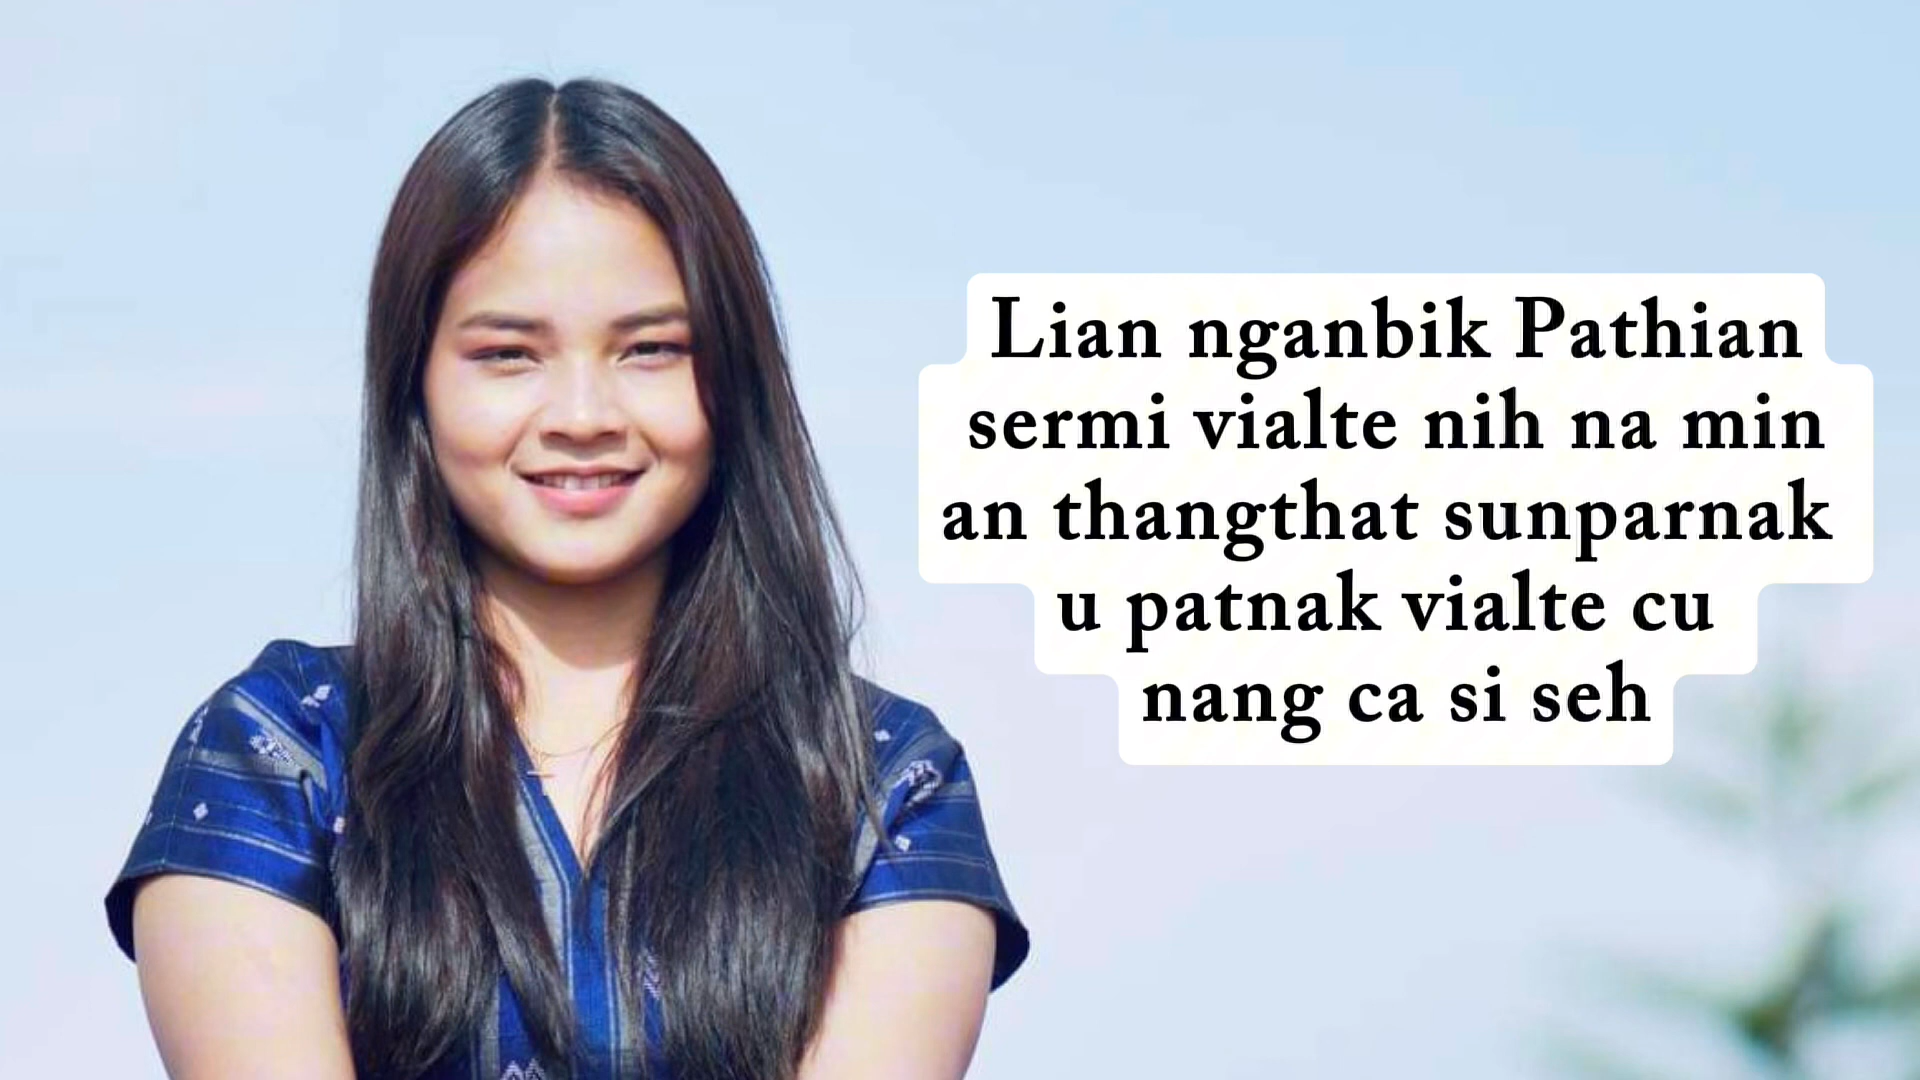 Lian nganbik Pathian
sermi vialte nih na min
an thangthat sunparnak
u patnak vialte cu
nang ca si seh